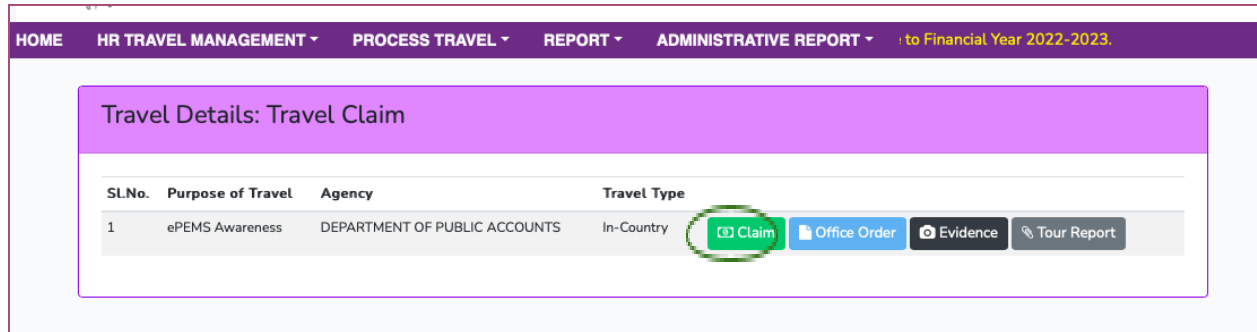 HOME HR TRAVEL MANAGEMENT PROCESS TRAVEL REPORT ADMINISTRATIVE REPORT to Financial Year 2022-2023.
Travel Details: Travel Claim
Sl.No. Purpose of Travel Agency Travel Type
1 ePEMS Awareness DEPARTMENT OF PUBLIC ACCOUNTS In-Country Claim Office Order Evidence Tour Report